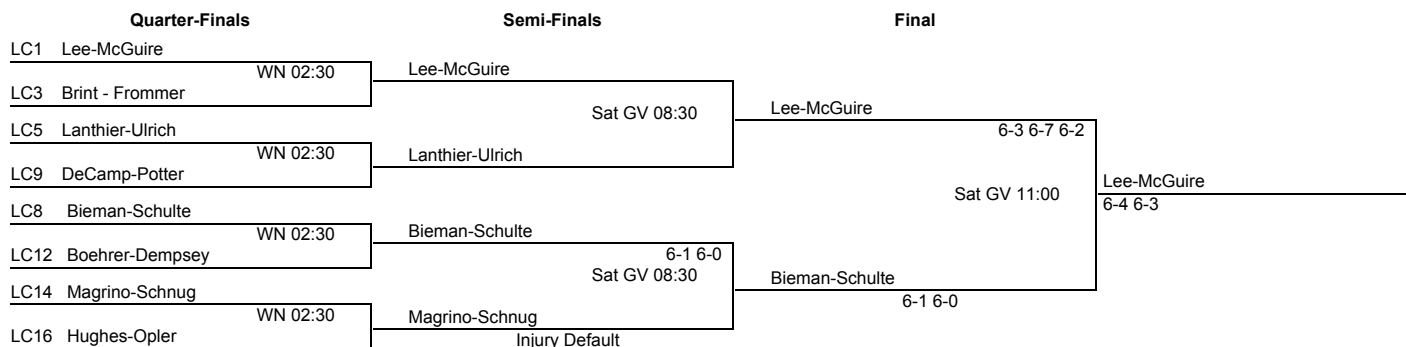 Quarter-Finals Semi-Finals Final
LC1 Lee-McGuire
WN 02:30 Lee-McGuire
LC3 Brint - Frommer
Sat GV 08:30 Lee-McGuire
LC5 Lanthier-Ulrich
6-3 6-7 6-2
WN 02:30 Lanthier-Ulrich
LC9 DeCamp-Potter
Sat GV 11:00 Lee-McGuire
LC8 Bieman-Schulte
6-4 6-3
WN 02:30 Bieman-Schulte
LC12 Boehrer-Dempsey
6-1 6-0
Sat GV 08:30 Bieman-Schulte
LC14 Magrino-Schnug
6-1 6-0
WN 02:30 Magrino-Schnug
LC16 Hughes-Opler
Injury Default